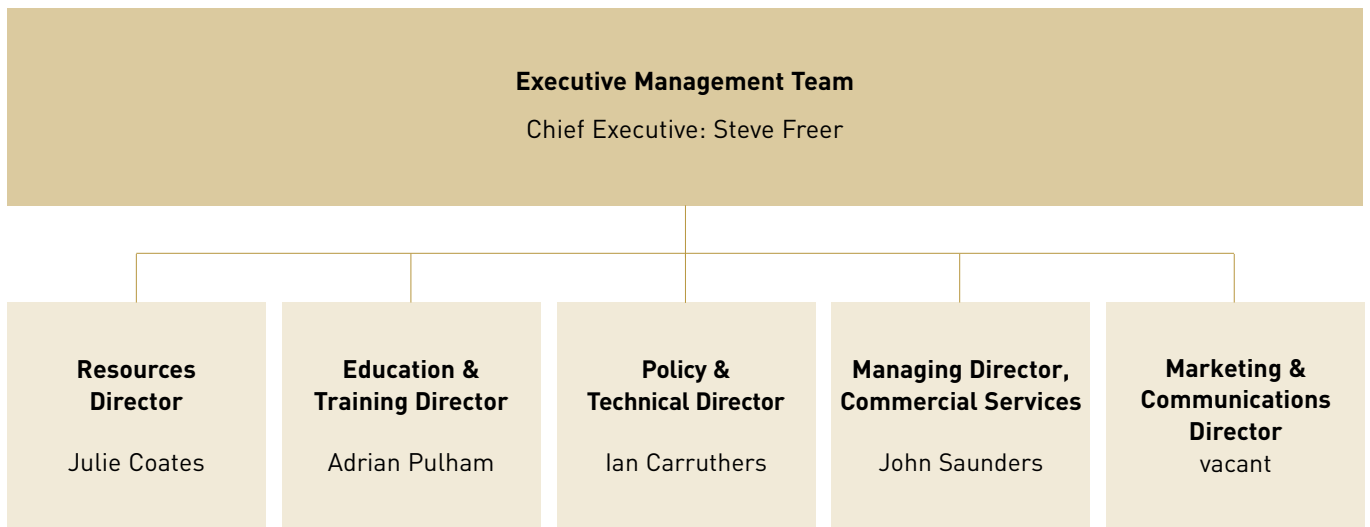 Executive Management Team
Chief Executive: Steve Freer
Resources
Director
Julie Coates
Education &
Training Director
Adrian Pulham
Policy &
Technical Director
Ian Carruthers
Managing Director,
Commercial Services
John Saunders
Marketing &
Communications
Director
vacant